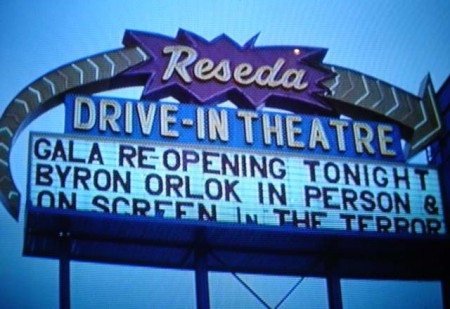 Reseda
DRIVE-IN THEATRE
GALA RE-OPENING TONIGHT
BYRON ORLOK IN PERSON &
ON SCREEN IN THE TERROR